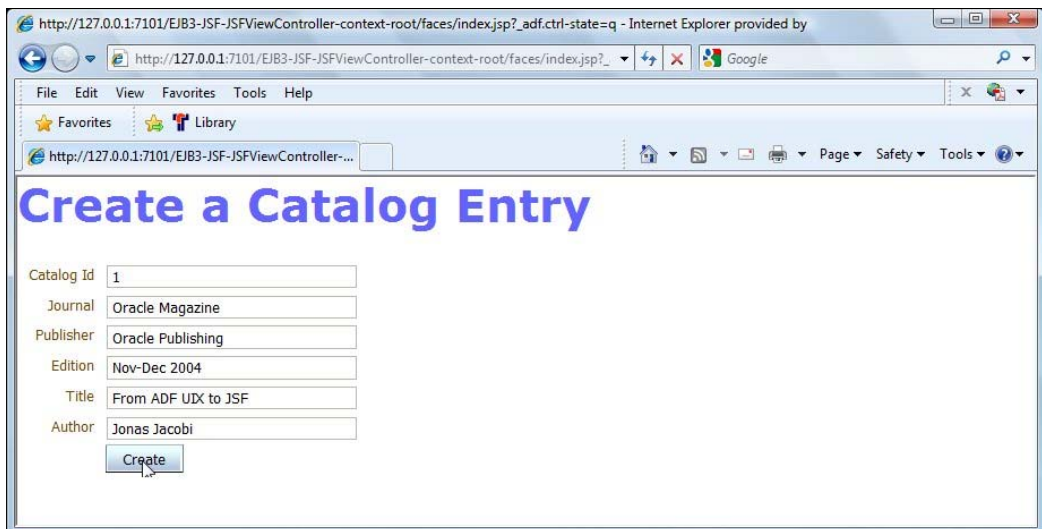 http://127.0.0.1:7101/EJB3-JSF-JSFViewController-context-root/faces/index.jsp?_adf.ctrl-state=q - Internet Explorer provided by
http://127.0.0.1:7101/EJB3-JSF-JSFViewController-context-root/faces/index.jsp?_
Google
File Edit View Favorites Tools Help
Favorites Library
http://127.0.0.1:7101/EJB3-JSF-JSFViewController-...
Page Safety Tools
Create a Catalog Entry
Catalog Id 1
Journal Oracle Magazine
Publisher Oracle Publishing
Edition Nov-Dec 2004
Title From ADF UIX to JSF
Author Jonas Jacobi
Create